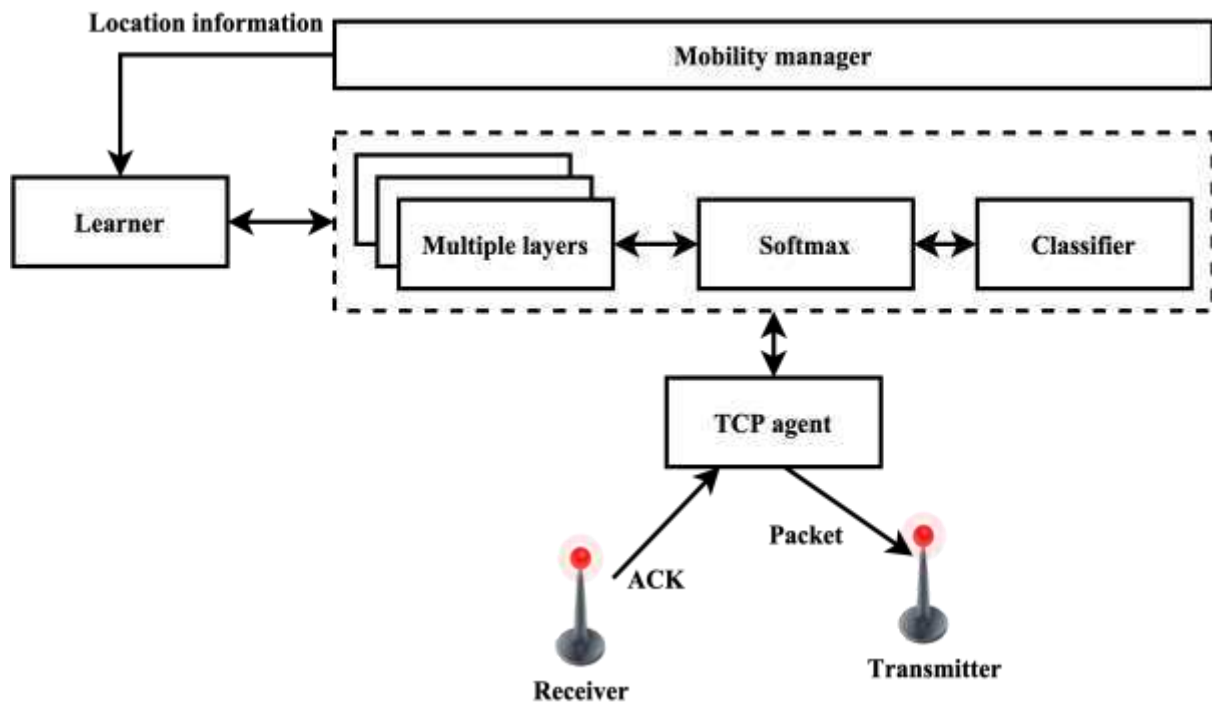 Location information
Mobility manager
Learner
Multiple layers
Softmax
Classifier
TCP agent
Packet
ACK
Transmitter
Receiver